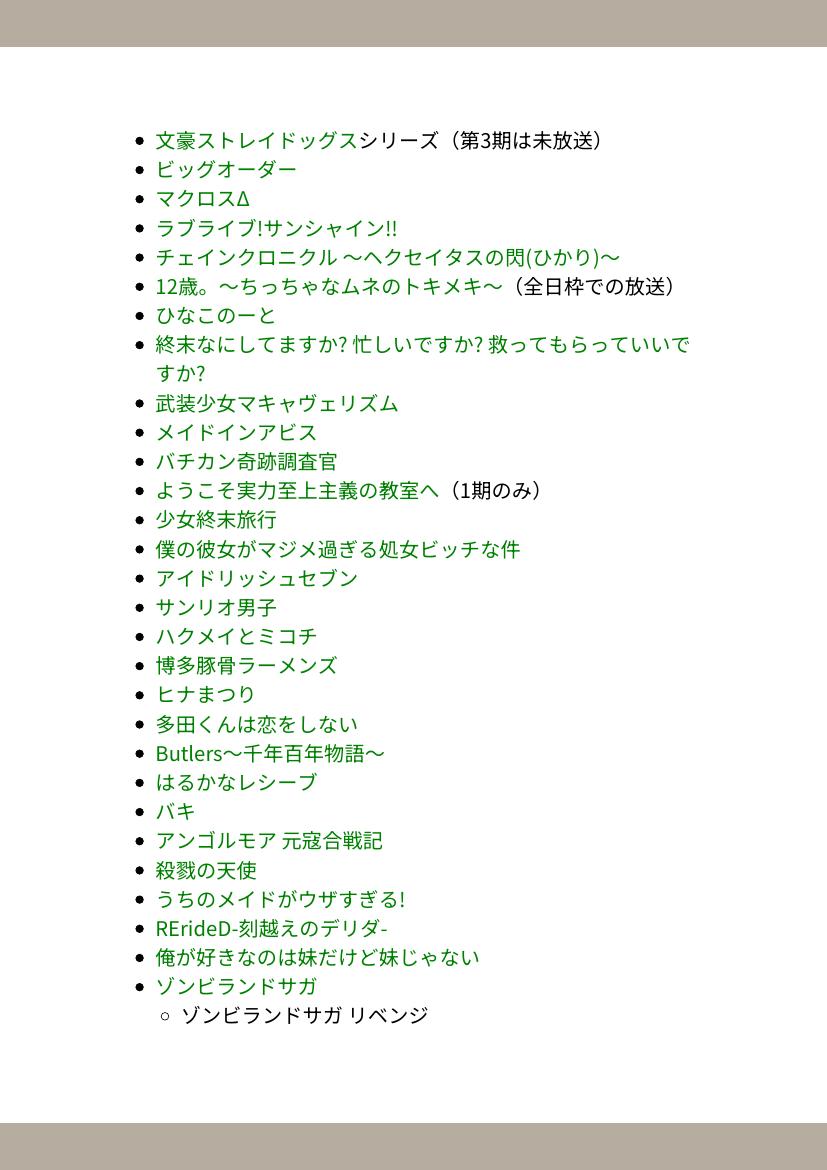 文豪ストレイドッグスシリーズ（第3期は未放送）
ビッグオーダー
マクロスΔ
ラブライブ!サンシャイン!!
チェインクロニクル 〜ヘクセイタスの閃(ひかり)〜
12歳。〜ちっちゃなムネのトキメキ〜（全日枠での放送）
ひなこのーと
終末なにしてますか? 忙しいですか? 救ってもらっていいで
すか?
武装少女マキャヴェリズム
メイドインアビス
バチカン奇跡調査官
ようこそ実力至上主義の教室へ（1期のみ）
少女終末旅行
僕の彼女がマジメ過ぎる処女ビッチな件
アイドリッシュセブン
サンリオ男子
ハクメイとミコチ
博多豚骨ラーメンズ
ヒナまつり
多田くんは恋をしない
Butlers〜千年百年物語〜
はるかなレシーブ
バキ
アンゴルモア 元寇合戦記
殺戮の天使
うちのメイドがウザすぎる!
RErideD-刻越えのデリダ-
俺が好きなのは妹だけど妹じゃない
ゾンビランドサガ
ゾンビランドサガ リベンジ